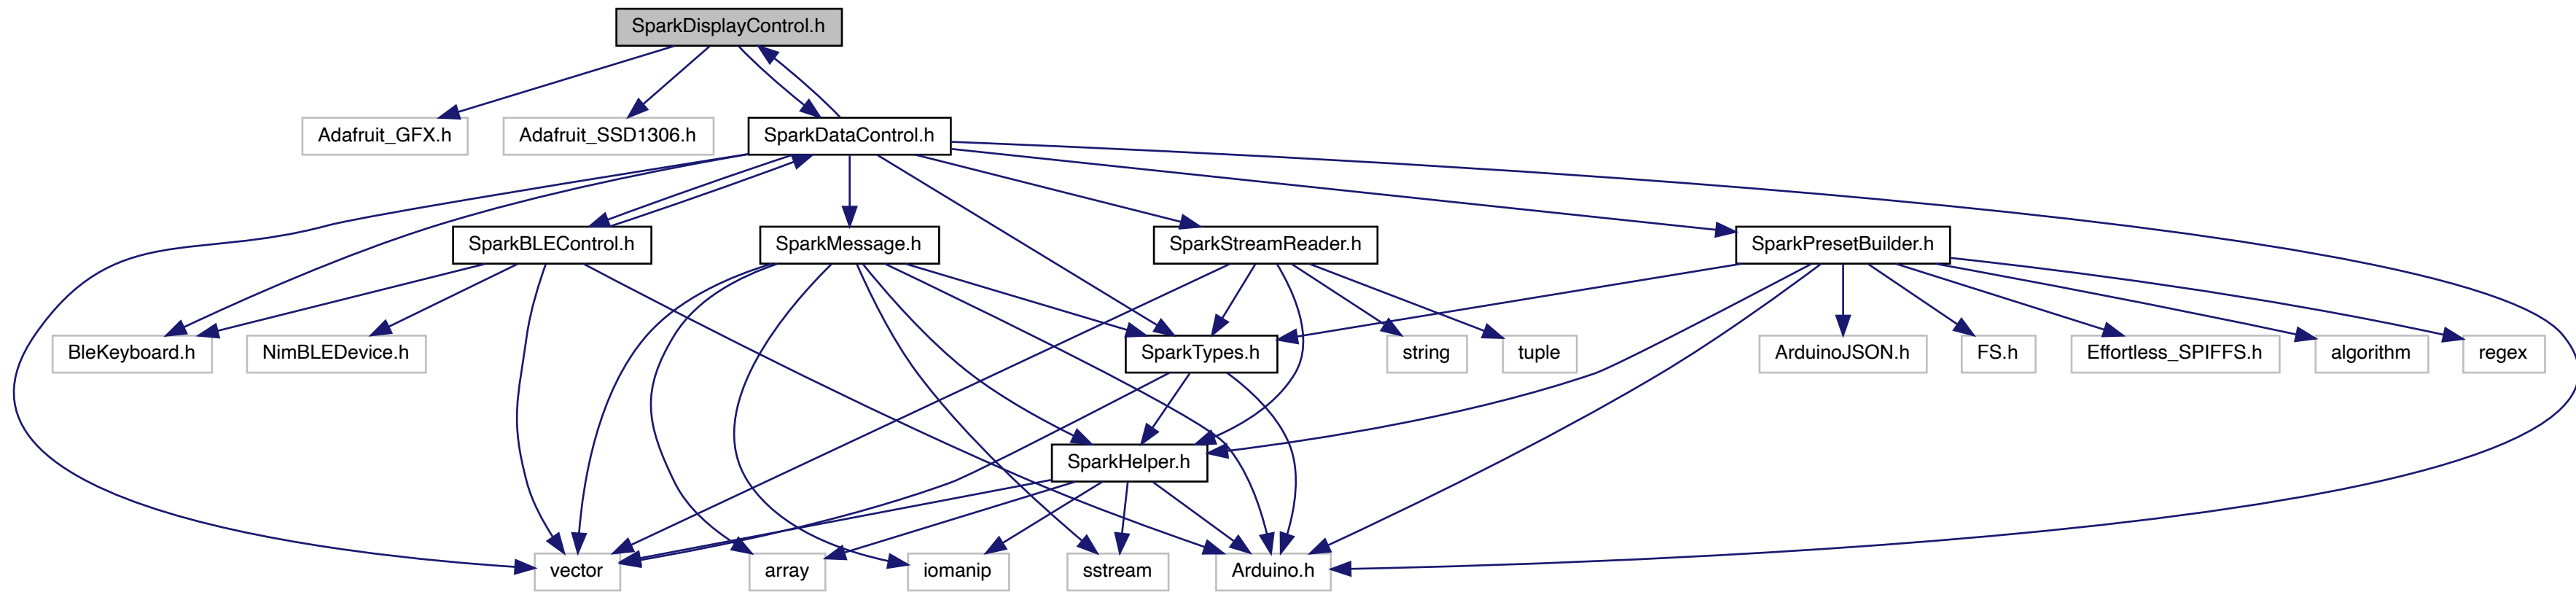 SparkDisplayControl.h
Adafruit_GFX.h
Adafruit_SSD1306.h
SparkDataControl.h
SparkBLEControl.h
SparkMessage.h
SparkStreamReader.h
SparkPresetBuilder.h
BleKeyboard.h
NimBLEDevice.h
SparkTypes.h
string
tuple
ArduinoJSON.h
FS.h
Effortless_SPIFFS.h
algorithm
regex
SparkHelper.h
vector
array
iomanip
sstream
Arduino.h